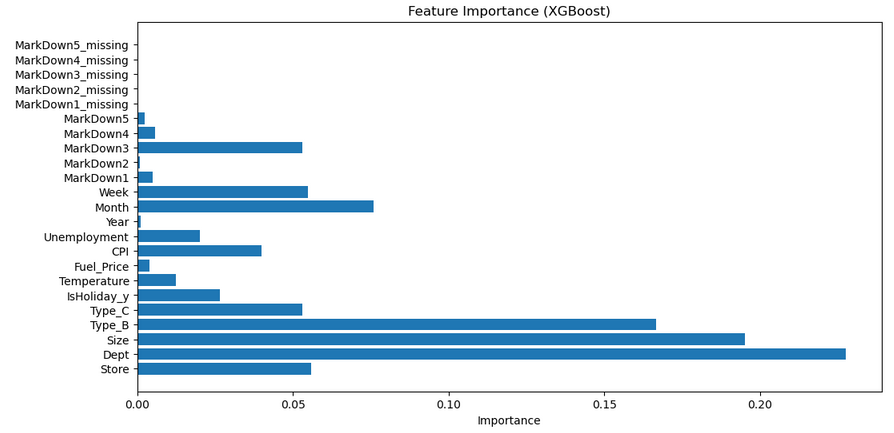 Feature Importance (XGBoost)
MarkDown5_missing
MarkDown4_missing
MarkDown3_missing
MarkDown2_missing
MarkDown1_missing
MarkDown5
MarkDown4
MarkDown3
MarkDown2
MarkDown1
Week
Month
Year
Unemployment
CPI
Fuel_Price
Temperature
IsHoliday_y
Type_C
Type_B
Size
Dept
Store
0.00 0.05 0.10 0.15 0.20
Importance